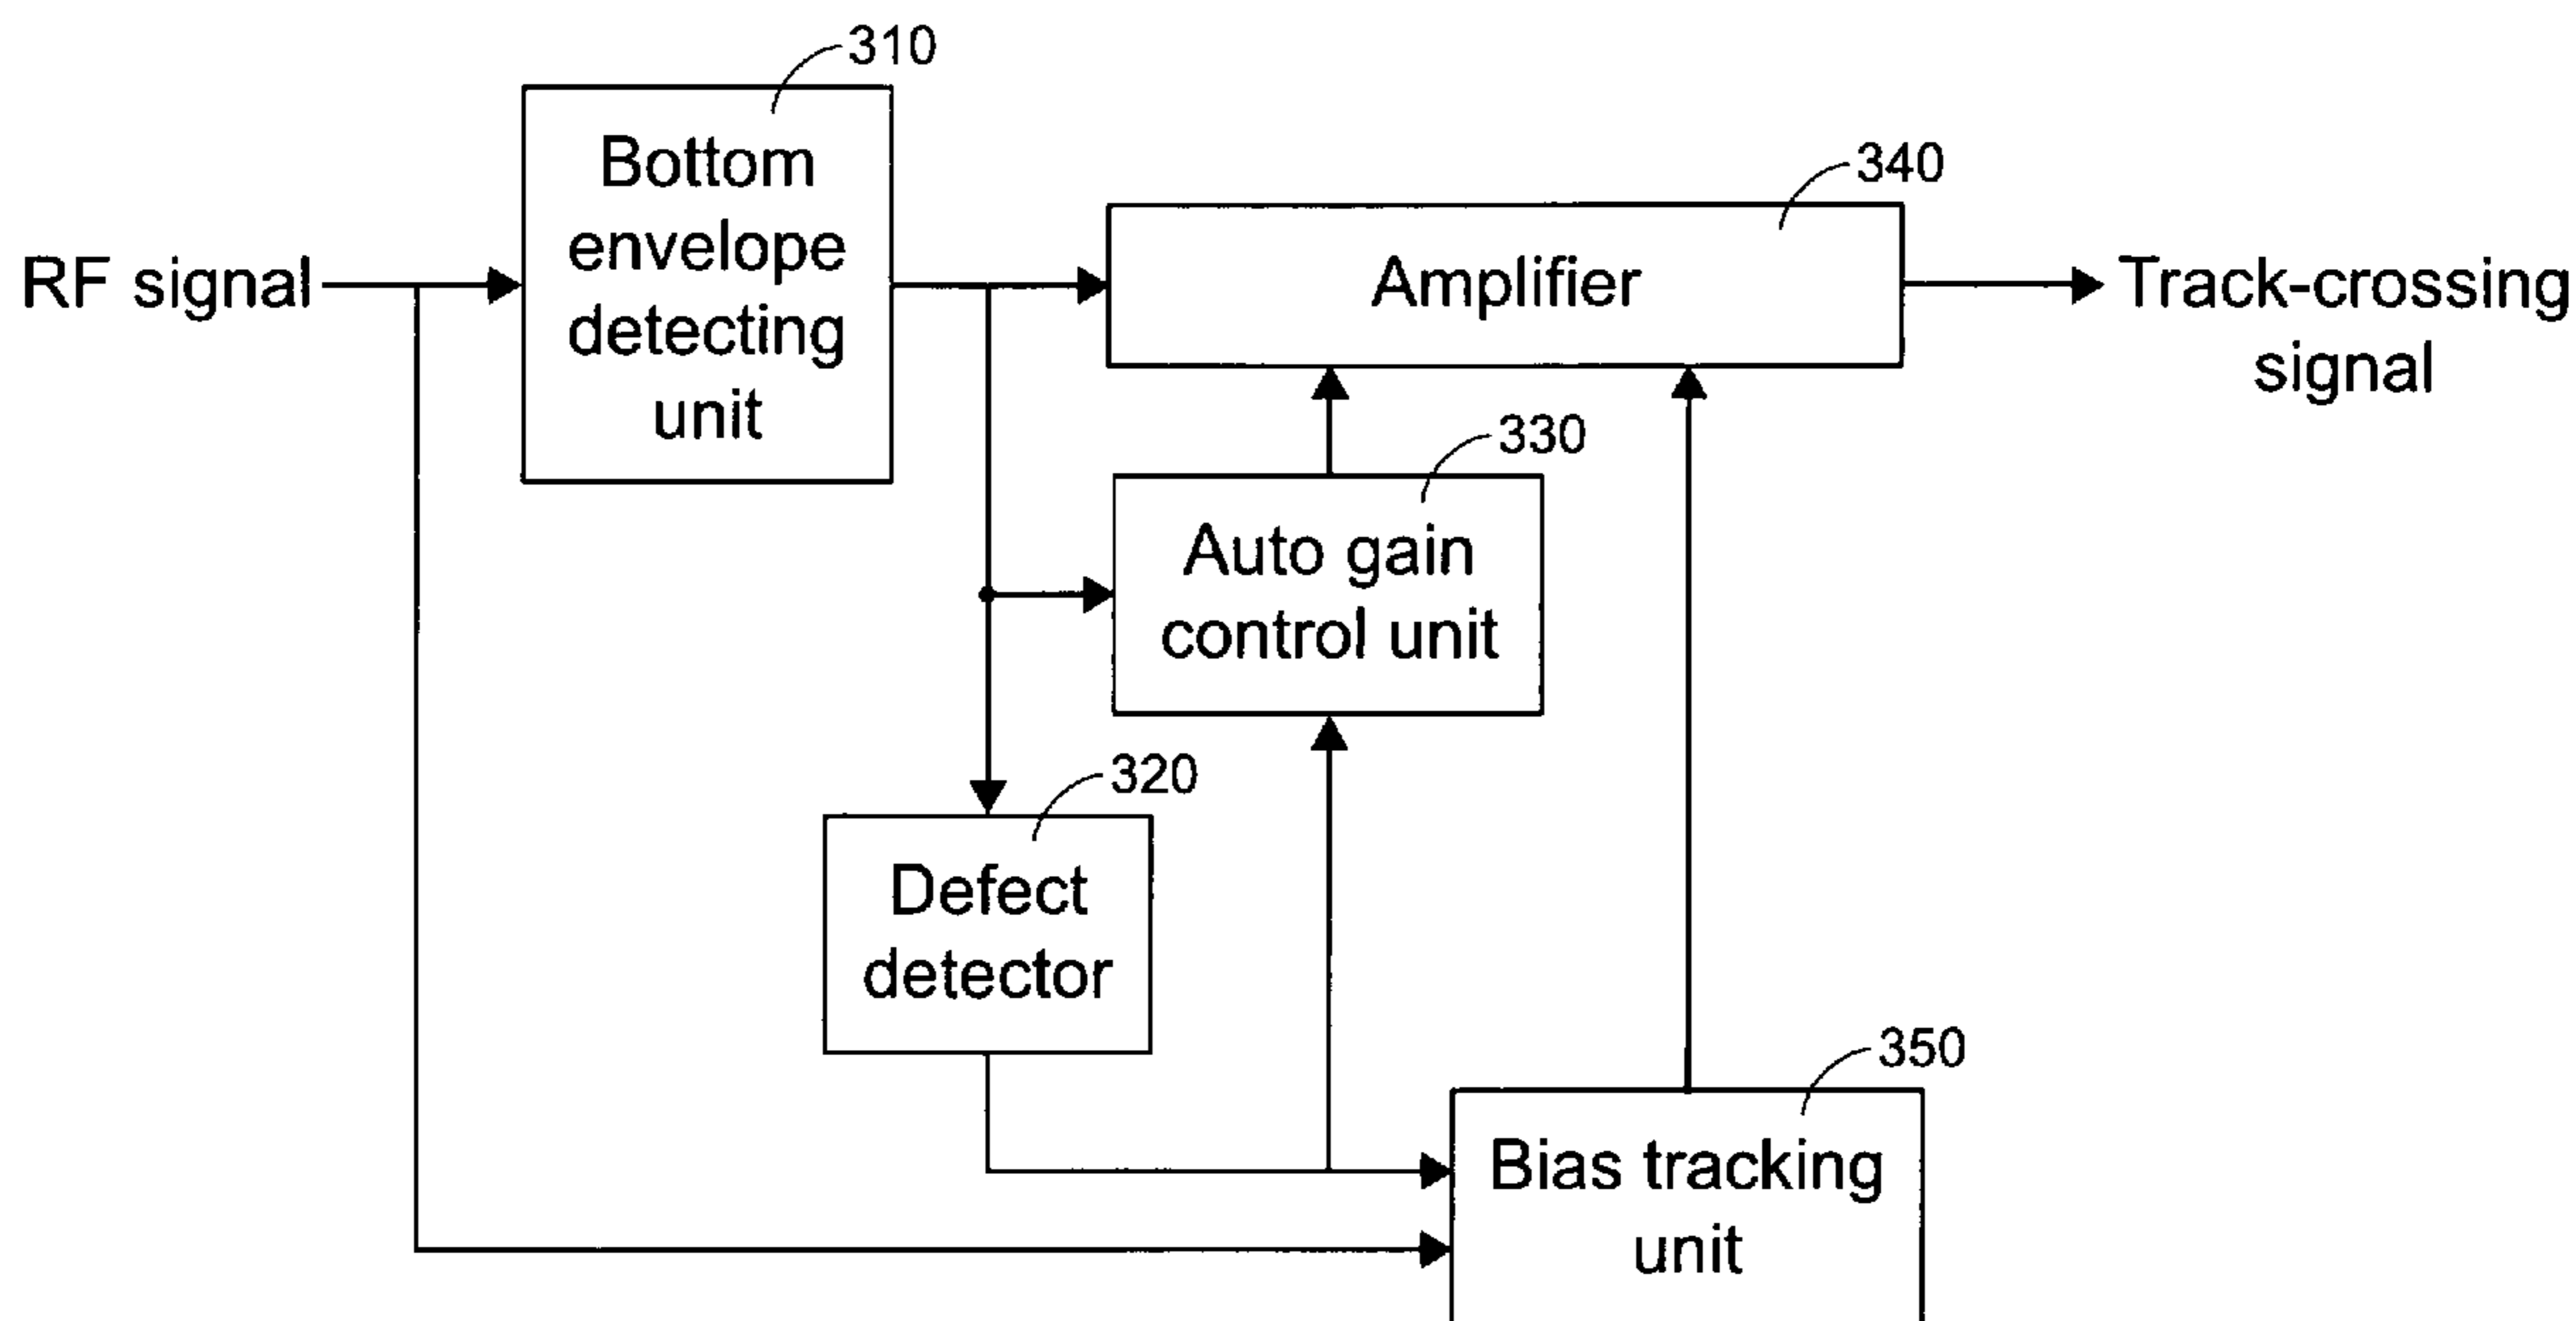 310
Bottom
envelope
detecting
unit
RF signal
340
Amplifier
Track-crossing
signal
330
Auto gain
control unit
320
Defect
detector
350
Bias tracking
unit